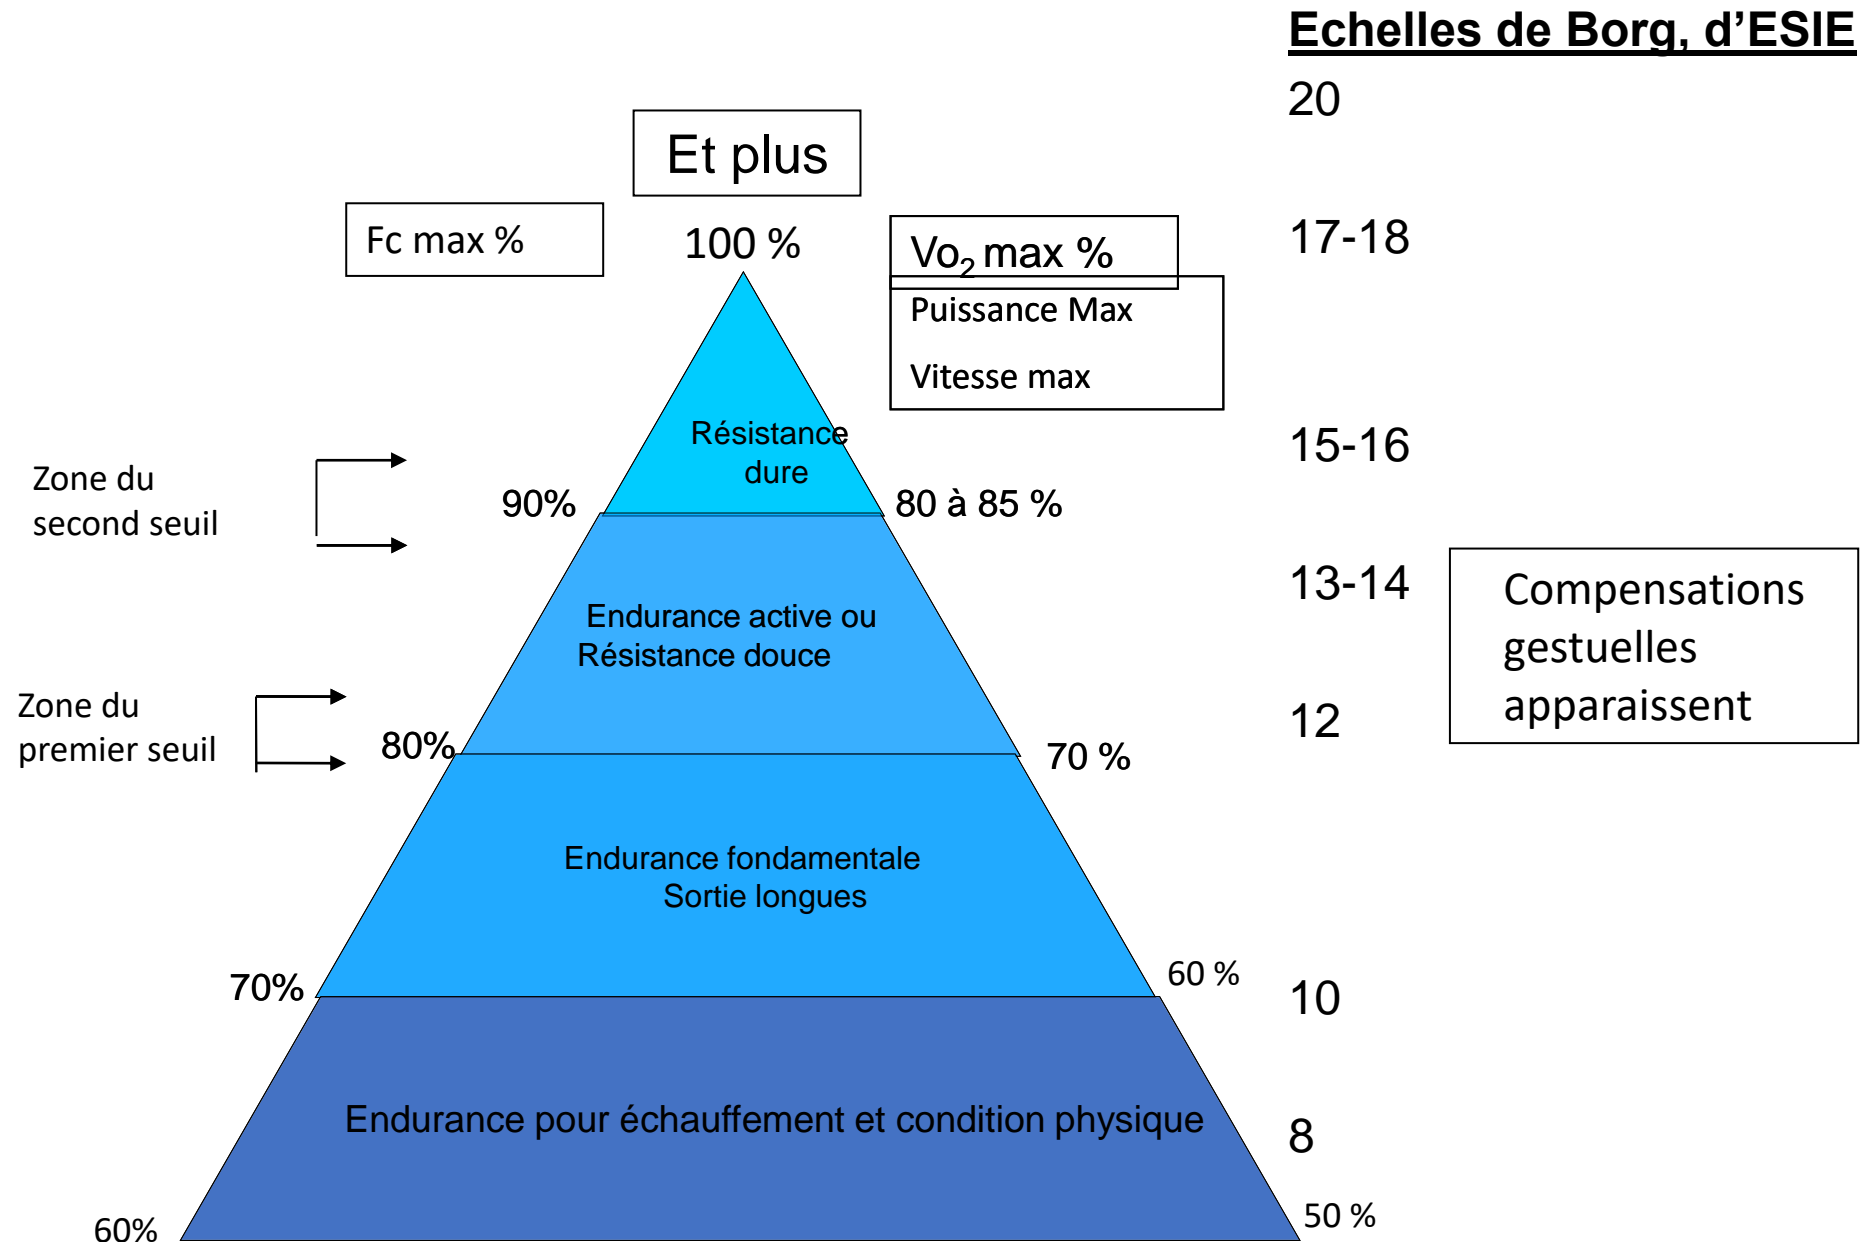 Echelles de Borg, d’ESIE
20
Et plus
Fc max %
100 %
Vo₂ max %
17-18
Puissance Max
Vitesse max
Résistance
dure
15-16
Zone du
second seuil
90%
80 à 85 %
13-14
Compensations
gestuelles
apparaissent
Endurance active ou
Résistance douce
Zone du
premier seuil
80%
70 %
12
Endurance fondamentale
Sortie longues
70%
60 %
10
Endurance pour échauffement et condition physique
8
60%
50 %